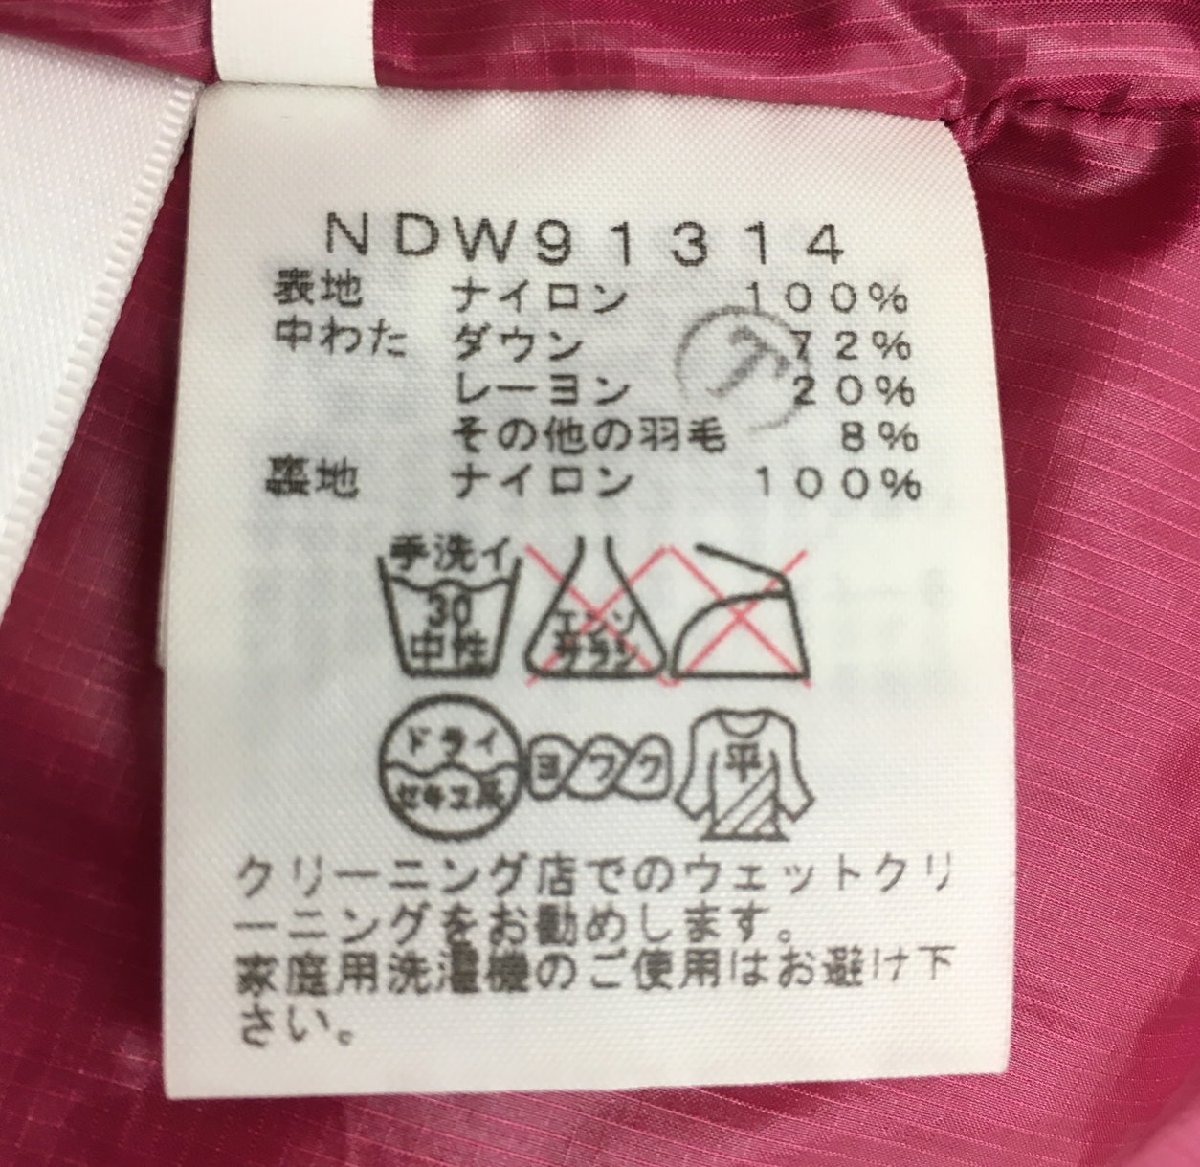 NDW91314
表地 ナイロン 100%
中わた ダウン 72%
レーヨン 20%
その他の羽毛 8%
裏地 ナイロン 100%
手洗イ
30
中性
エンソ
サラシ
ドライ
セキユ系
ヨワク
平
クリーニング店でのウェットクリ
ーニングをお勧めします。
家庭用洗濯機のご使用はお避け下
さい。